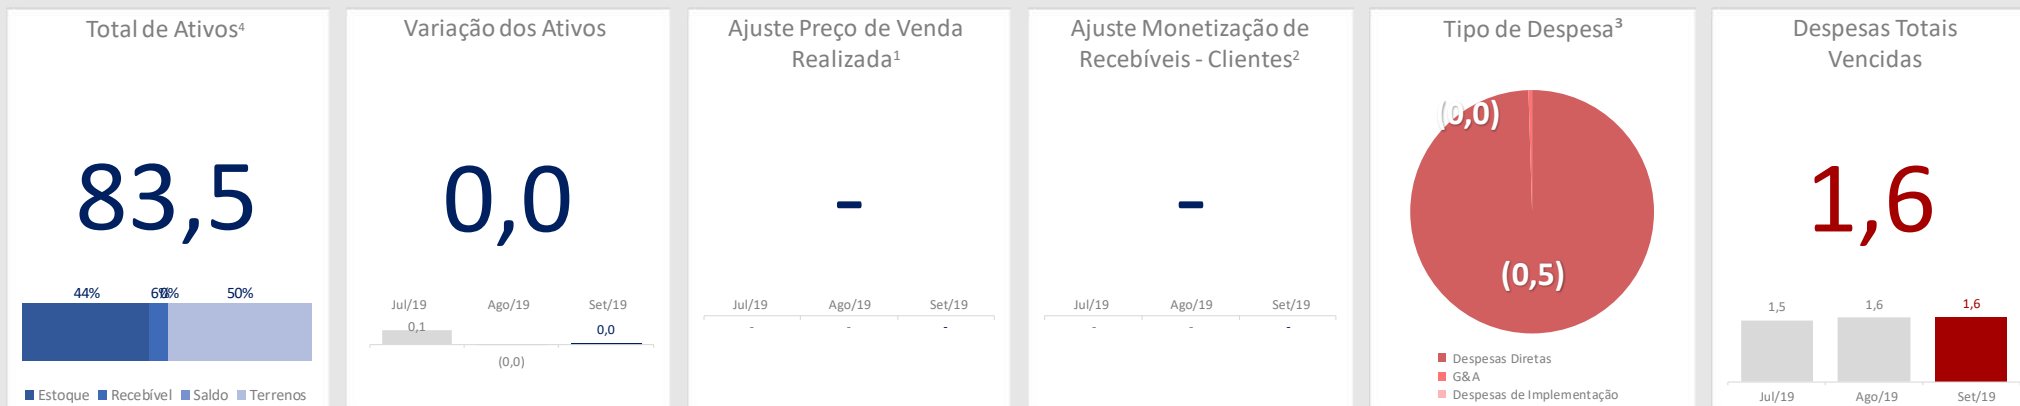 Total de Ativos⁴
83,5
44%
6%
0%
50%
Estoque
Recebível
Saldo
Terrenos
Variação dos Ativos
0,0
Jul/19
Ago/19
Set/19
0,1
(0,0)
0,0
Ajuste Preço de Venda
Realizada¹
-
Jul/19
Ago/19
Set/19
-
-
-
Ajuste Monetização de
Recebíveis - Clientes²
-
Jul/19
Ago/19
Set/19
-
-
-
Tipo de Despesa³
(0,0)
(0,5)
Despesas Diretas
G&A
Despesas de Implementação
Despesas Totais
Vencidas
1,6
1,5
1,6
1,6
Jul/19
Ago/19
Set/19